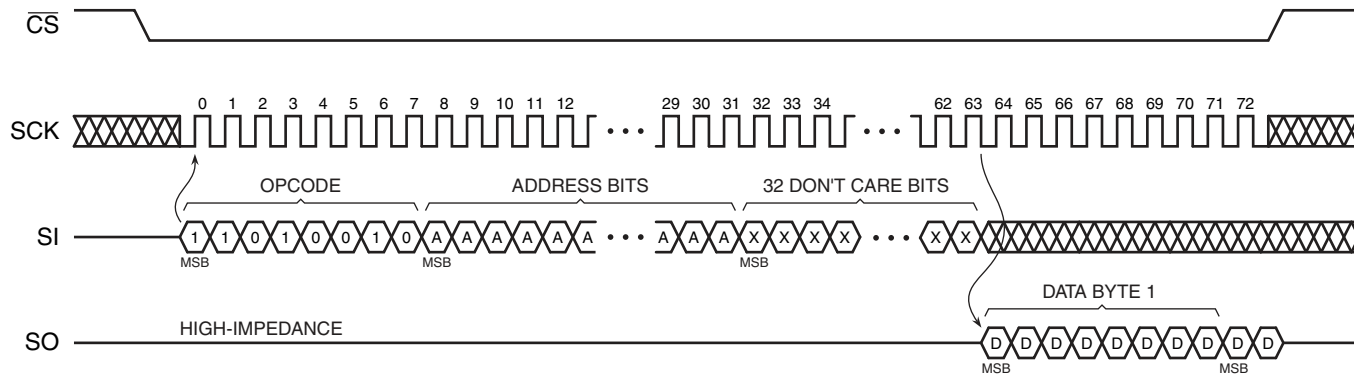 CS
0 1 2 3 4 5 6 7 8 9 10 11 12 29 30 31 32 33 34 62 63 64 65 66 67 68 69 70 71 72
SCK
OPCODE ADDRESS BITS 32 DON'T CARE BITS
SI 1 1 0 1 0 0 1 0 A A A A A A A A A X X X X X X
MSB MSB MSB
DATA BYTE 1
HIGH-IMPEDANCE
SO D D D D D D D D D D
MSB MSB